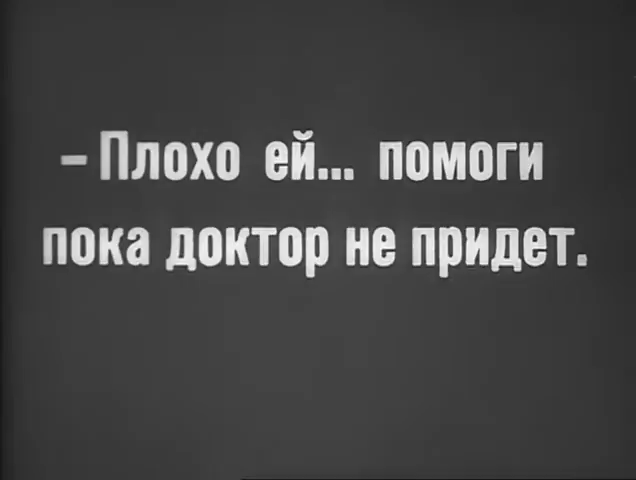 – Плохо ей... помоги
пока доктор не придет.